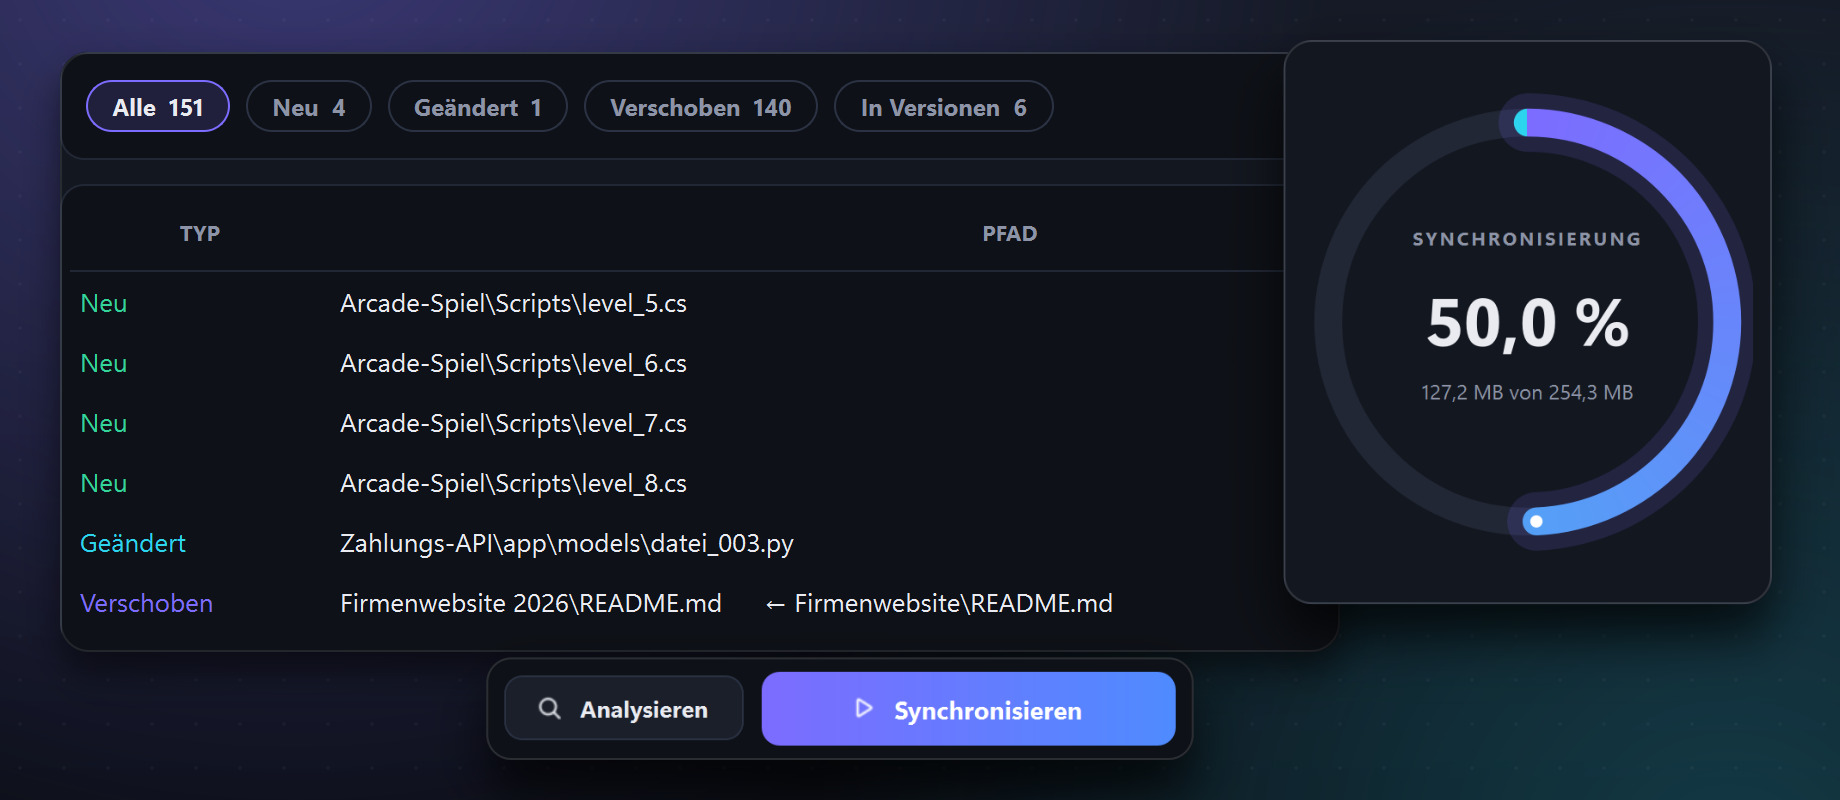 Alle 151 Neu 4 Geändert 1 Verschoben 140 In Versionen 6
TYP PFAD
Neu Arcade-Spiel\Scripts\level_5.cs
Neu Arcade-Spiel\Scripts\level_6.cs
Neu Arcade-Spiel\Scripts\level_7.cs
Neu Arcade-Spiel\Scripts\level_8.cs
Geändert Zahlungs-API\app\models\datei_003.py
Verschoben Firmenwebsite 2026\README.md ← Firmenwebsite\README.md
SYNCHRONISIERUNG
50,0 %
127,2 MB von 254,3 MB
Analysieren Synchronisieren